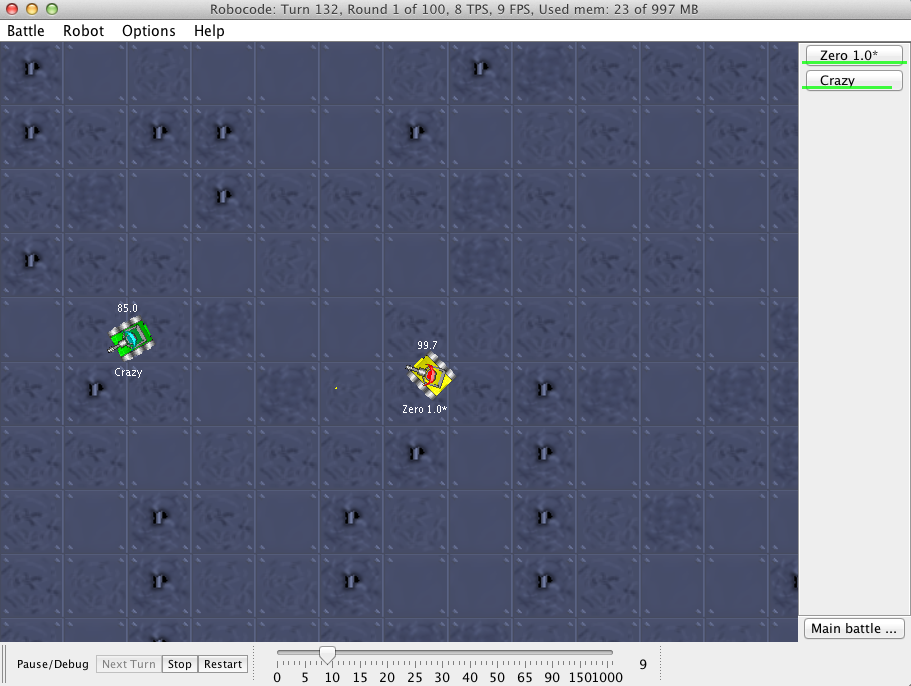 Robocode: Turn 132, Round 1 of 100, 8 TPS, 9 FPS, Used mem: 23 of 997 MB
Battle Robot Options Help
Zero 1.0*
Crazy
85.0
Crazy
99.7
Zero 1.0*
Main battle ...
Pause/Debug Next Turn Stop Restart 9
0 5 10 15 20 25 30 40 50 65 90 150 1000